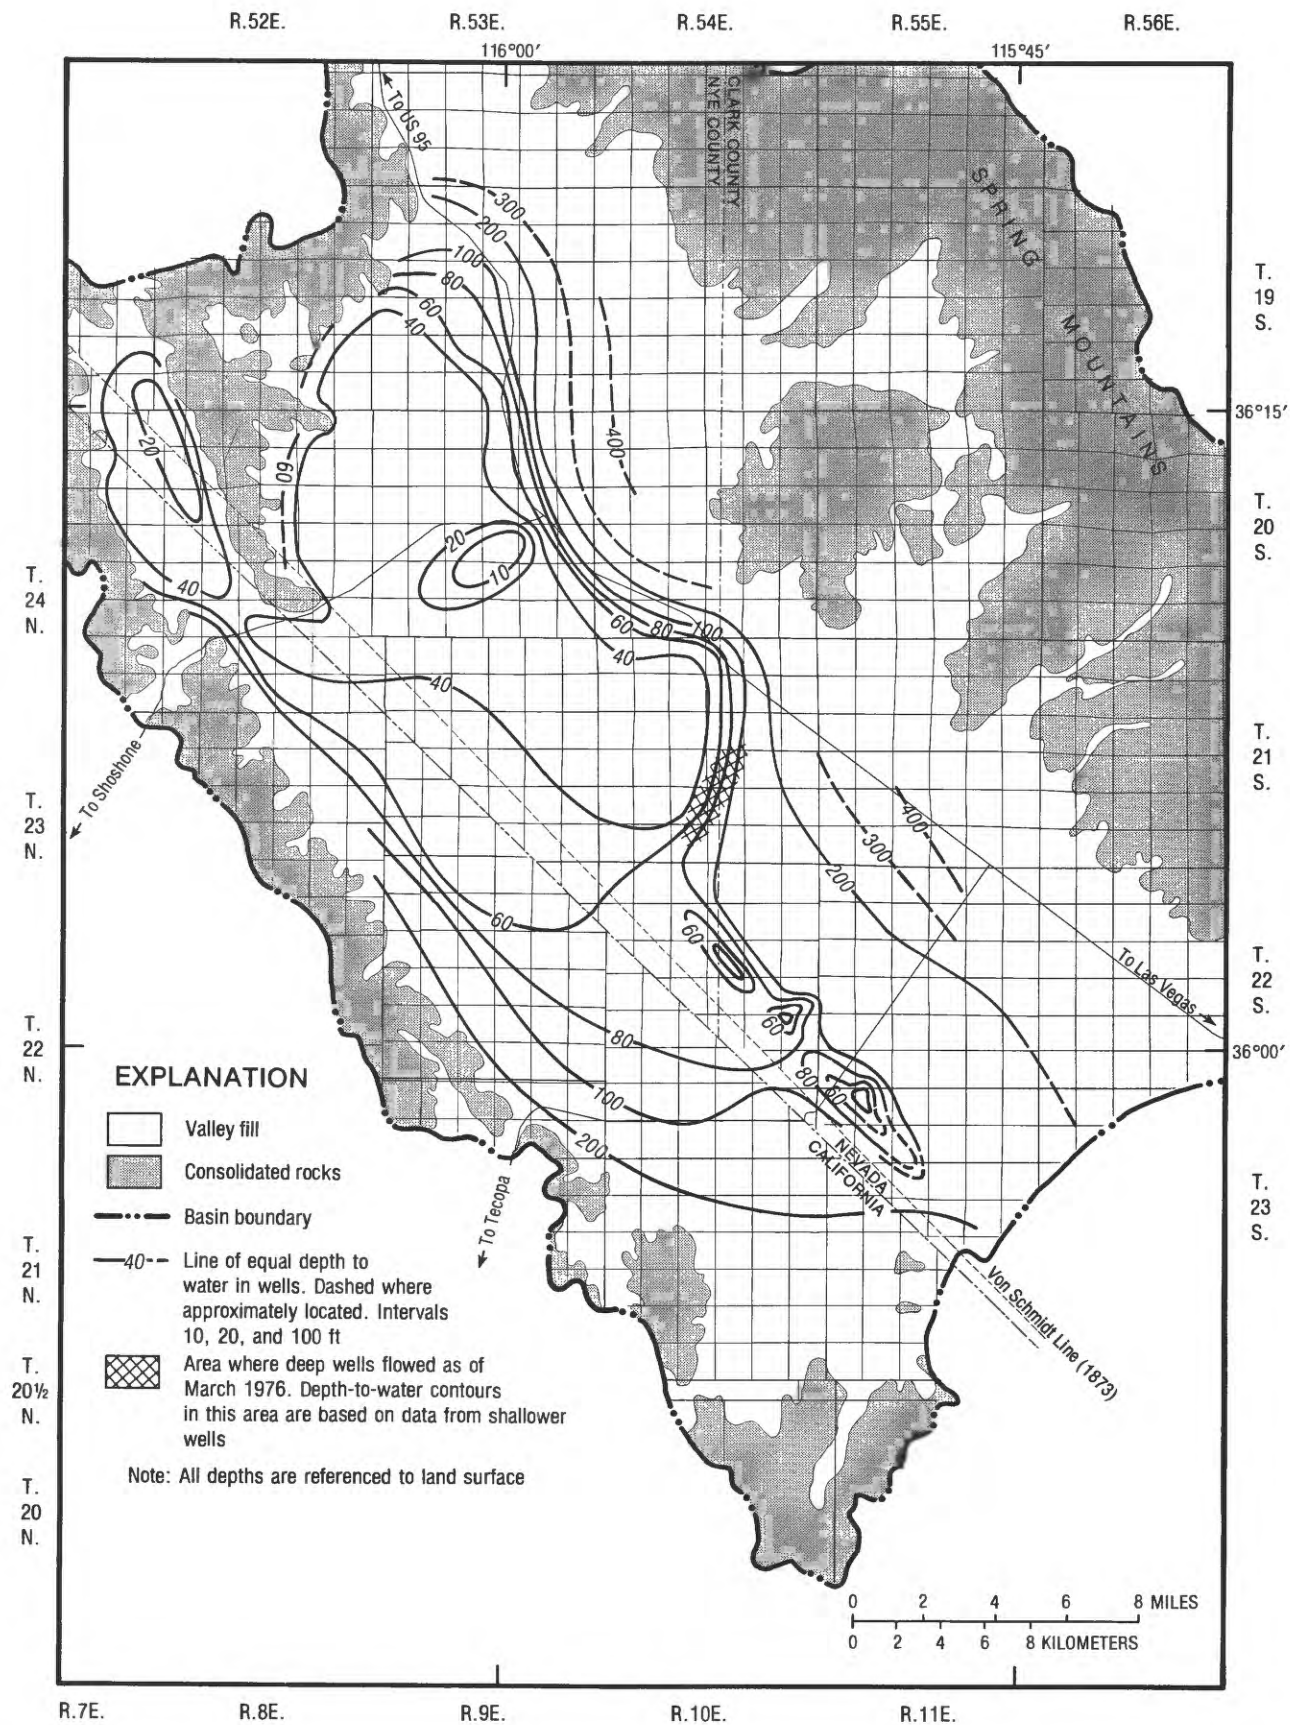 R.52E. R.53E. R.54E. R.55E. R.56E.
116°00′ 115°45′
To US 95
CLARK COUNTY
NYE COUNTY
SPRING MOUNTAINS
300
200
100
80
60
40
400
20
60
20
10
40
60
80
100
40
40
T. 19 S.
36°15′
T. 20 S.
T. 24 N.
To Shoshone
T. 21 S.
T. 23 N.
400
300
200
60
60
60
80
80
60
100
200
To Las Vegas
T. 22 S.
36°00′
T. 22 N.
NEVADA
CALIFORNIA
To Tecopa
T. 23 S.
Von Schmidt Line (1873)
T. 21 N.
T. 20½ N.
T. 20 N.
EXPLANATION
Valley fill
Consolidated rocks
Basin boundary
40 Line of equal depth to
water in wells. Dashed where
approximately located. Intervals
10, 20, and 100 ft
Area where deep wells flowed as of
March 1976. Depth-to-water contours
in this area are based on data from shallower
wells
Note: All depths are referenced to land surface
0 2 4 6 8 MILES
0 2 4 6 8 KILOMETERS
R.7E. R.8E. R.9E. R.10E. R.11E.